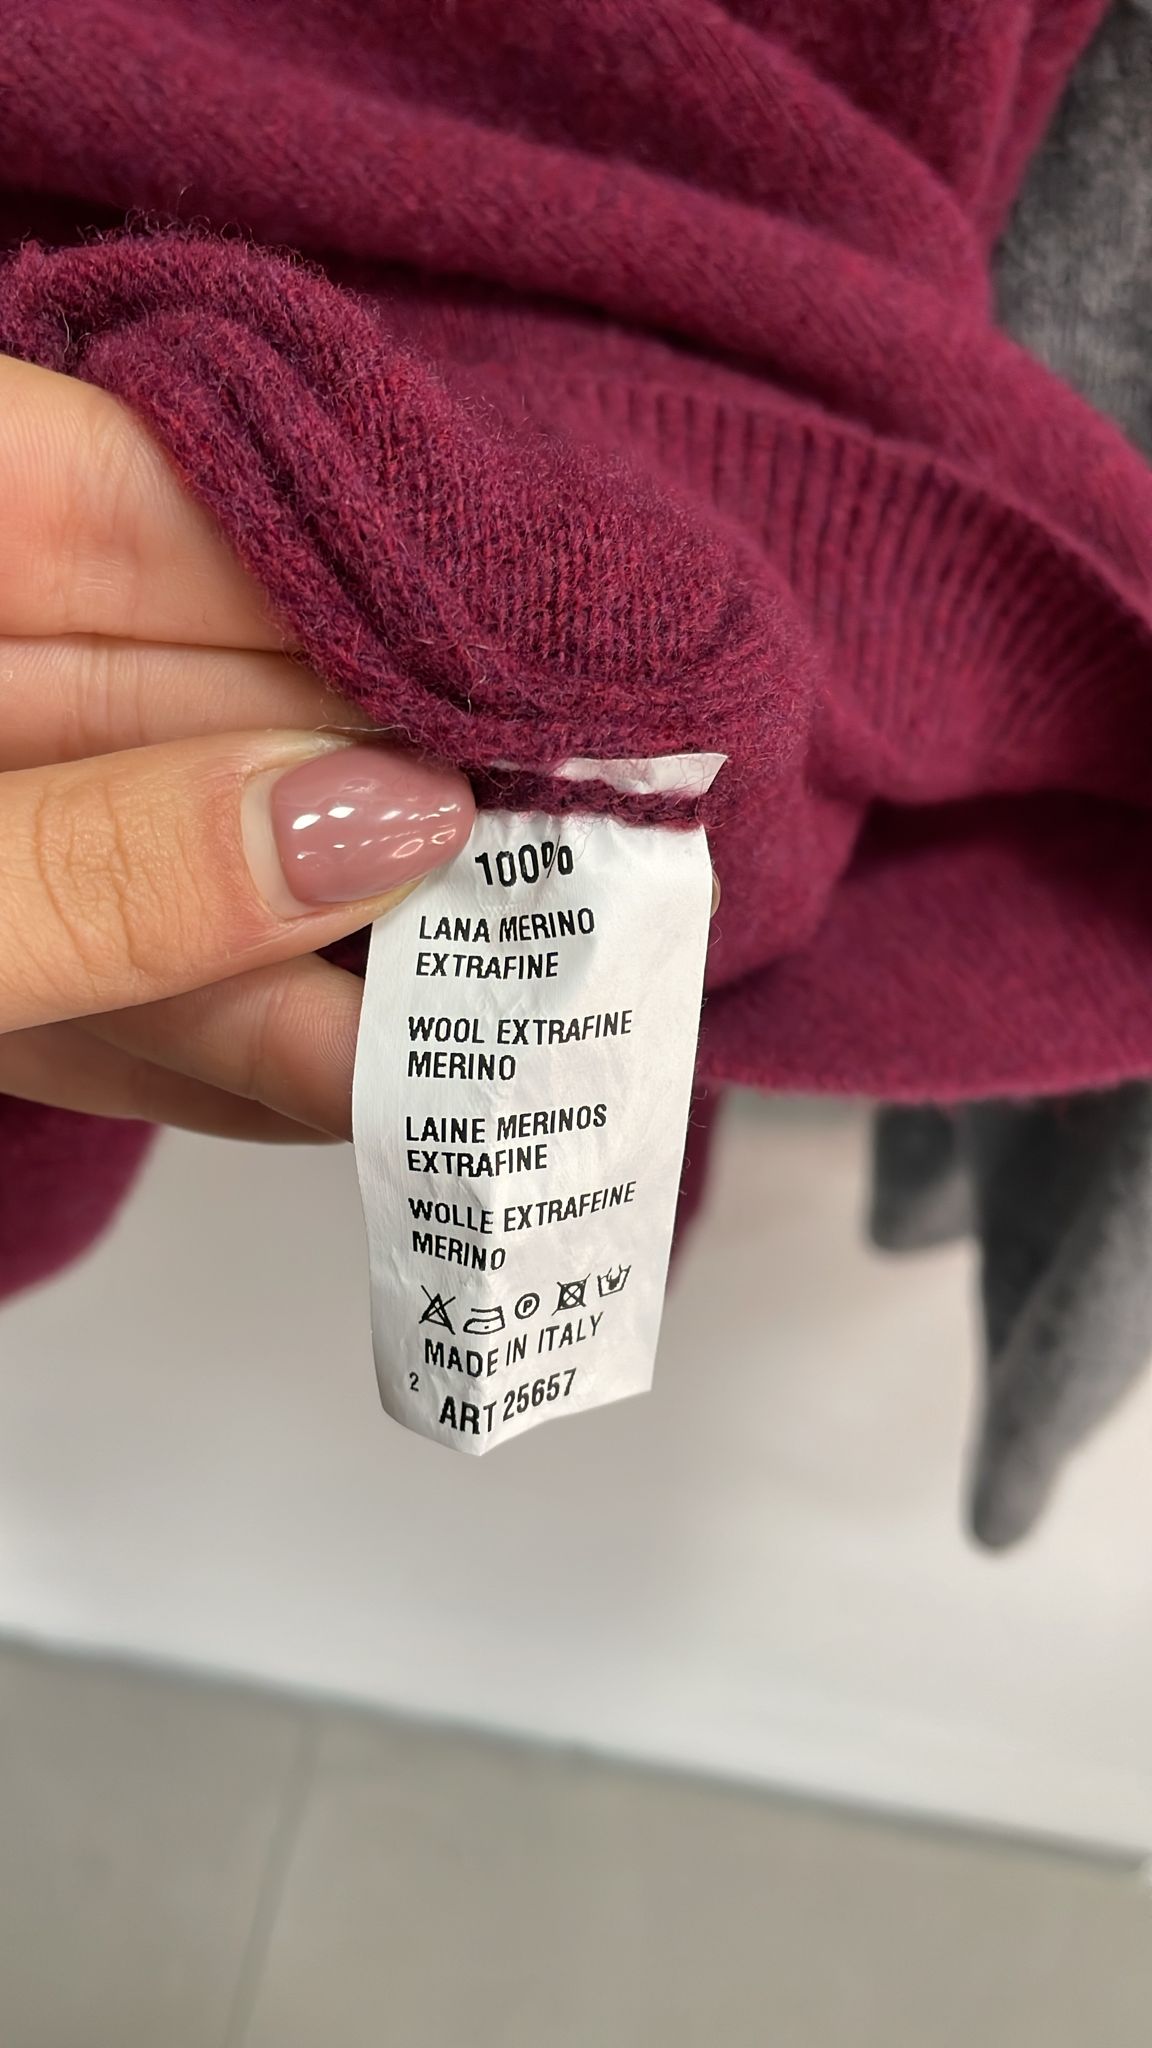 100%
LANA MERINO
EXTRAFINE
WOOL EXTRAFINE
MERINO
LAINE MERINOS
EXTRAFINE
WOLLE EXTRAFEINE
MERINO
P
MADE IN ITALY
2 ART 25657